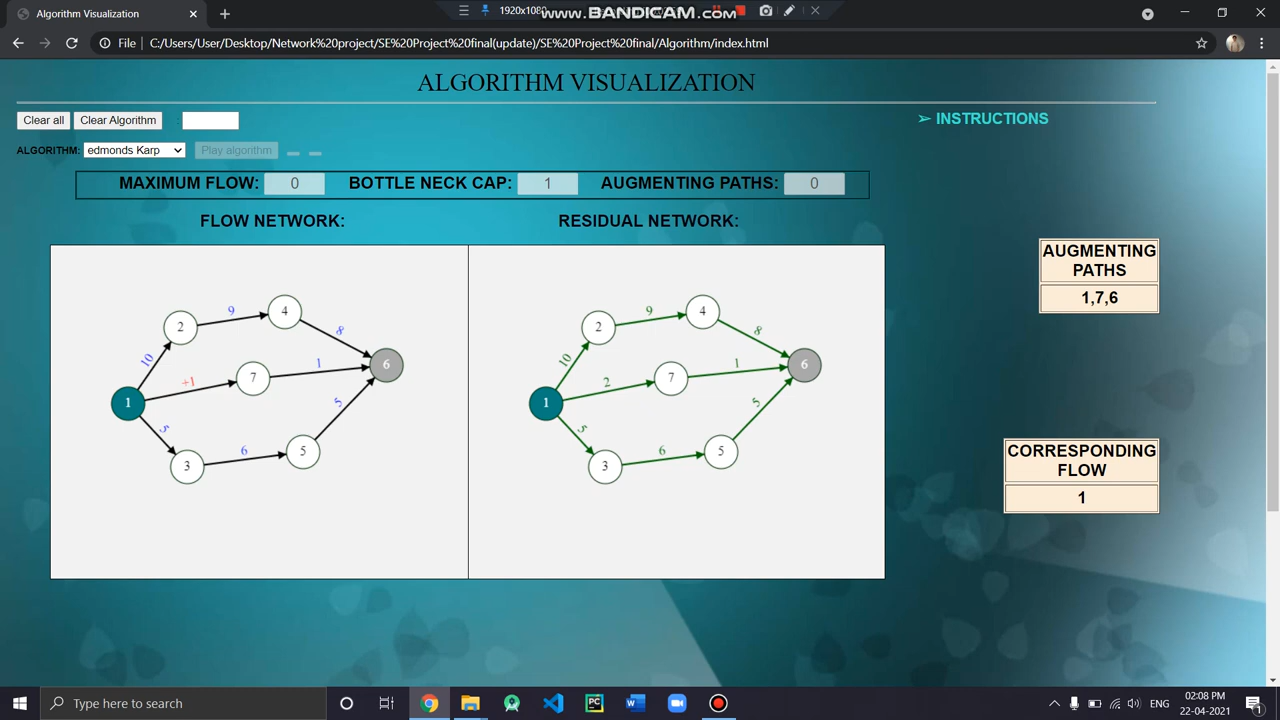 Algorithm Visualization
1920x1080
www.BANDICAM.com
File
C:/Users/User/Desktop/Network%20project/SE%20Project%20final(update)/SE%20Project%20final/Algorithm/index.html
ALGORITHM VISUALIZATION
Clear all
Clear Algorithm
:
➢ INSTRUCTIONS
ALGORITHM:
edmonds Karp
Play algorithm
MAXIMUM FLOW: 0
BOTTLE NECK CAP: 1
AUGMENTING PATHS: 0
FLOW NETWORK:
RESIDUAL NETWORK:
9
4
2
8
10
+1
7
1
6
1
5
5
6
5
3
9
4
2
8
10
2
7
1
6
1
5
5
6
5
3
AUGMENTING
PATHS
1,7,6
CORRESPONDING
FLOW
1
Type here to search
PC
W
ENG
02:08 PM
22-04-2021
1